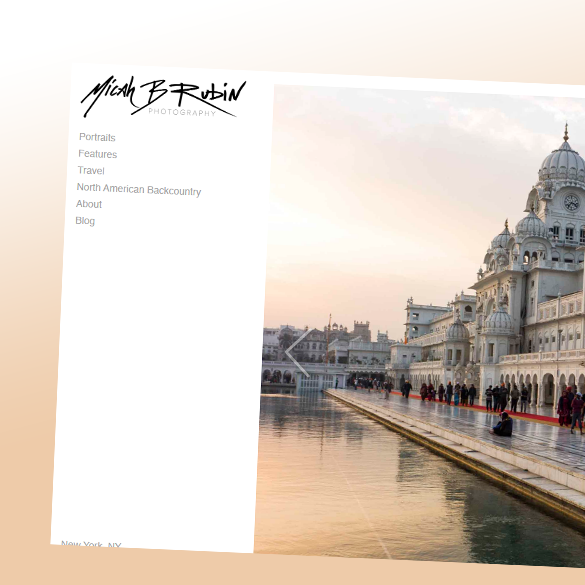 Micah B Rubin
PHOTOGRAPHY
Portraits
Features
Travel
North American Backcountry
About
Blog
New York, NY